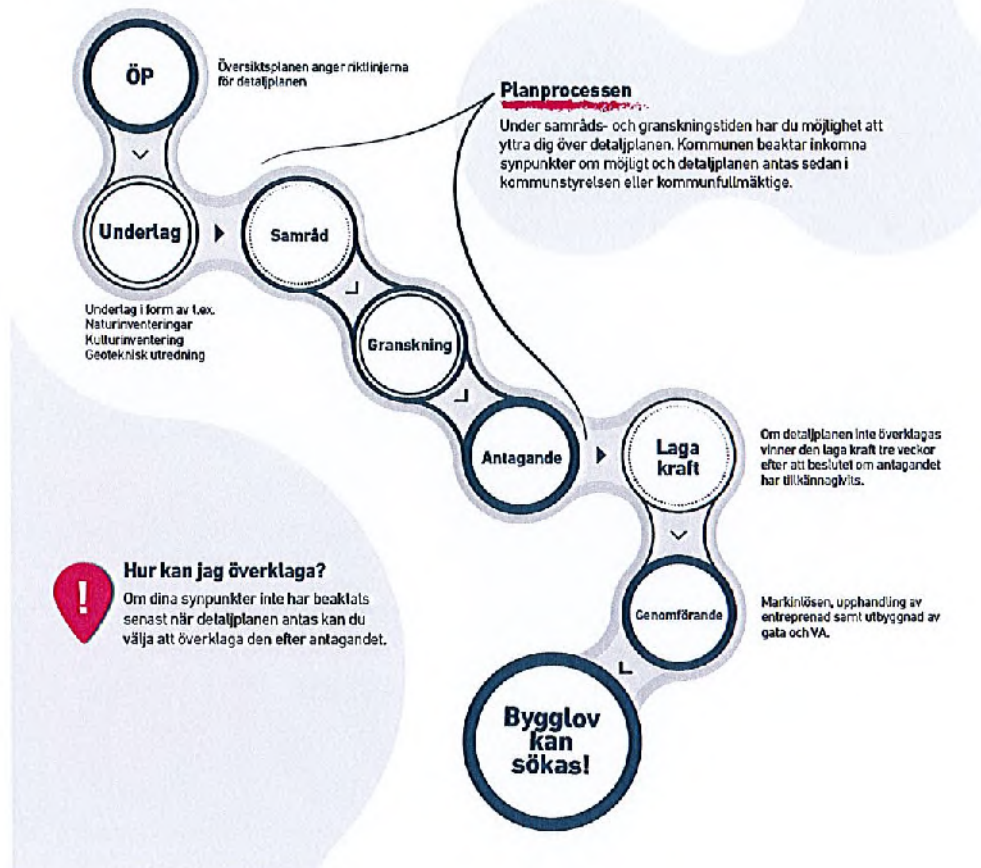 ÖP
Översiktsplanen anger riktlinjerna
för detaljplanen
Planprocessen
Under samråds- och granskningstiden har du möjlighet att
yttra dig över detaljplanen. Kommunen beaktar inkomna
synpunkter om möjligt och detaljplanen antas sedan i
kommunstyrelsen eller kommunfullmäktige.
Underlag
Samråd
Underlag i form av t.ex.
Naturinventeringar
Kulturinventering
Geoteknisk utredning
Granskning
Antagande
Laga
kraft
Om detaljplanen inte överklagas
vinner den laga kraft tre veckor
efter att beslutet om antagandet
har tillkännagivits.
!
Hur kan jag överklaga?
Om dina synpunkter inte har beaktats
senast när detaljplanen antas kan du
välja att överklaga den efter antagandet.
Genomförande
Markinlösen, upphandling av
entreprenad samt utbyggnad av
gata och VA.
Bygglov
kan
sökas!